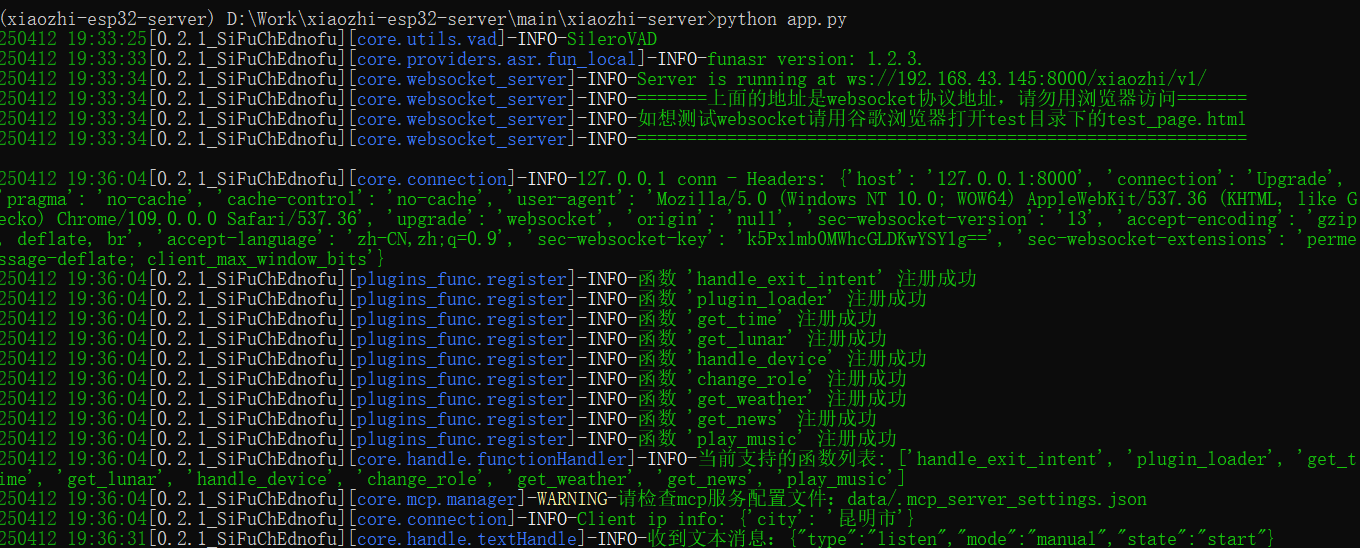 (xiaozhi-esp32-server) D:\Work\xiaozhi-esp32-server\main\xiaozhi-server>python app.py
250412 19:33:25[0.2.1_SiFuChEdnofu][core.utils.vad]-INFO-SileroVAD
250412 19:33:33[0.2.1_SiFuChEdnofu][core.providers.asr.fun_local]-INFO-funasr version: 1.2.3.
250412 19:33:34[0.2.1_SiFuChEdnofu][core.websocket_server]-INFO-Server is running at ws://192.168.43.145:8000/xiaozhi/v1/
250412 19:33:34[0.2.1_SiFuChEdnofu][core.websocket_server]-INFO-=======上面的地址是websocket协议地址，请勿用浏览器访问=======
250412 19:33:34[0.2.1_SiFuChEdnofu][core.websocket_server]-INFO-如想测试websocket请用谷歌浏览器打开test目录下的test_page.html
250412 19:33:34[0.2.1_SiFuChEdnofu][core.websocket_server]-INFO-=============================================================
250412 19:36:04[0.2.1_SiFuChEdnofu][core.connection]-INFO-127.0.0.1 conn - Headers: {'host': '127.0.0.1:8000', 'connection': 'Upgrade',
'pragma': 'no-cache', 'cache-control': 'no-cache', 'user-agent': 'Mozilla/5.0 (Windows NT 10.0; WOW64) AppleWebKit/537.36 (KHTML, like G
ecko) Chrome/109.0.0.0 Safari/537.36', 'upgrade': 'websocket', 'origin': 'null', 'sec-websocket-version': '13', 'accept-encoding': 'gzip
, deflate, br', 'accept-language': 'zh-CN,zh;q=0.9', 'sec-websocket-key': 'k5Pxlmb0MWhcGLDKwYSYlg==', 'sec-websocket-extensions': 'perme
ssage-deflate; client_max_window_bits'}
250412 19:36:04[0.2.1_SiFuChEdnofu][plugins_func.register]-INFO-函数 'handle_exit_intent' 注册成功
250412 19:36:04[0.2.1_SiFuChEdnofu][plugins_func.register]-INFO-函数 'plugin_loader' 注册成功
250412 19:36:04[0.2.1_SiFuChEdnofu][plugins_func.register]-INFO-函数 'get_time' 注册成功
250412 19:36:04[0.2.1_SiFuChEdnofu][plugins_func.register]-INFO-函数 'get_lunar' 注册成功
250412 19:36:04[0.2.1_SiFuChEdnofu][plugins_func.register]-INFO-函数 'handle_device' 注册成功
250412 19:36:04[0.2.1_SiFuChEdnofu][plugins_func.register]-INFO-函数 'change_role' 注册成功
250412 19:36:04[0.2.1_SiFuChEdnofu][plugins_func.register]-INFO-函数 'get_weather' 注册成功
250412 19:36:04[0.2.1_SiFuChEdnofu][plugins_func.register]-INFO-函数 'get_news' 注册成功
250412 19:36:04[0.2.1_SiFuChEdnofu][plugins_func.register]-INFO-函数 'play_music' 注册成功
250412 19:36:04[0.2.1_SiFuChEdnofu][core.handle.functionHandler]-INFO-当前支持的函数列表: ['handle_exit_intent', 'plugin_loader', 'get_t
ime', 'get_lunar', 'handle_device', 'change_role', 'get_weather', 'get_news', 'play_music']
250412 19:36:04[0.2.1_SiFuChEdnofu][core.mcp.manager]-WARNING-请检查mcp服务配置文件：data/.mcp_server_settings.json
250412 19:36:04[0.2.1_SiFuChEdnofu][core.connection]-INFO-Client ip info: {'city': '昆明市'}
250412 19:36:31[0.2.1_SiFuChEdnofu][core.handle.textHandle]-INFO-收到文本消息：{"type":"listen","mode":"manual","state":"start"}